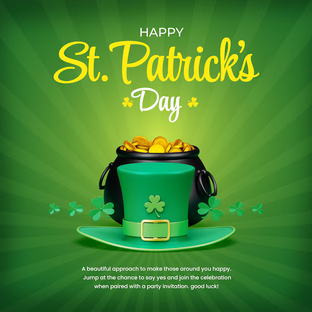 HAPPY
St. Patrick's
Day
A beautiful approach to make those around you happy.
Jump at the chance to say yes and join the celebration
when paired with a party invitation. good luck!